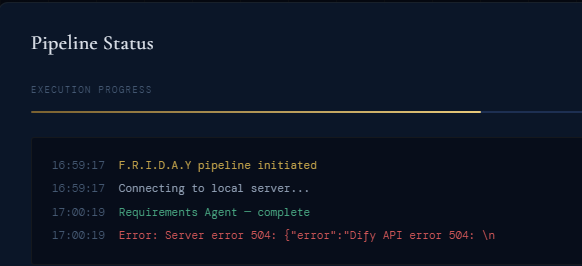 Pipeline Status
EXECUTION PROGRESS
16:59:17 F.R.I.D.A.Y pipeline initiated
16:59:17 Connecting to local server...
17:00:19 Requirements Agent — complete
17:00:19 Error: Server error 504: {"error":"Dify API error 504: \n